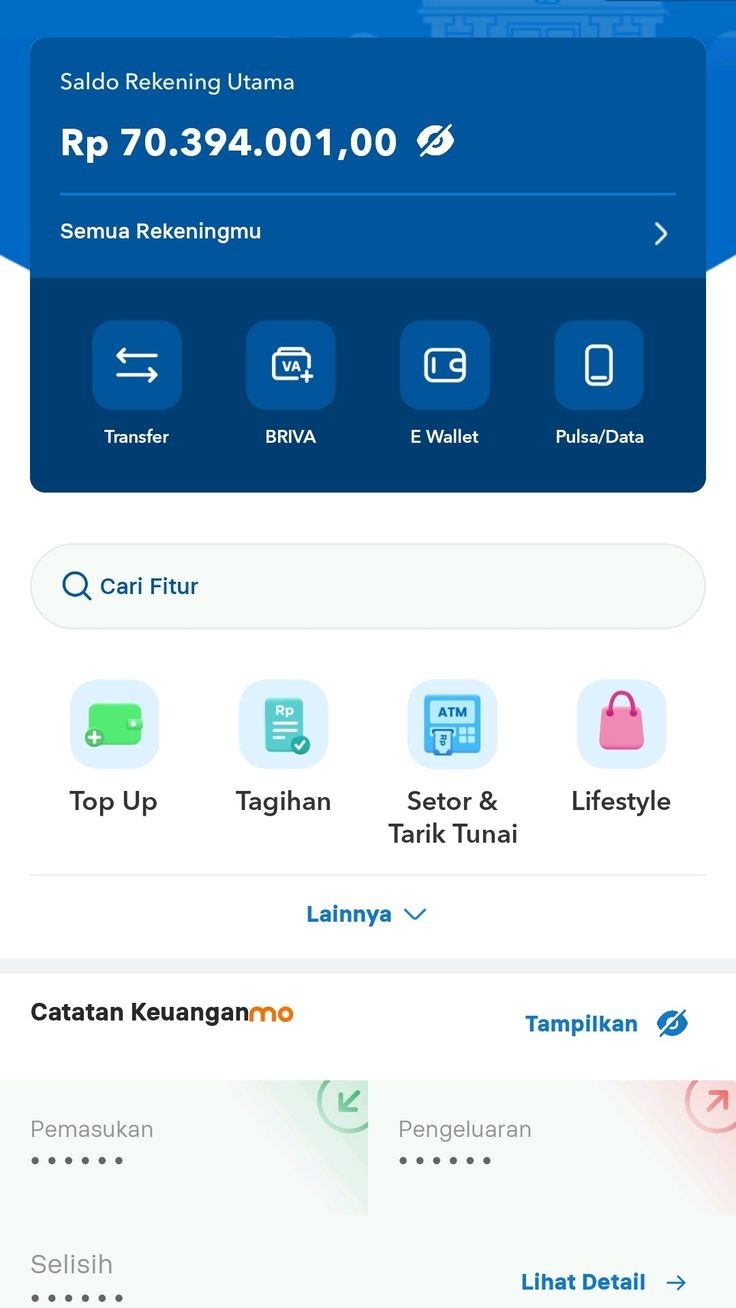 Saldo Rekening Utama
Rp 70.394.001,00
Semua Rekeningmu
VA
Transfer
BRIVA
E Wallet
Pulsa/Data
Cari Fitur
Rp
ATM
Rp
Top Up
Tagihan
Setor &
Tarik Tunai
Lifestyle
Lainnya
Catatan Keuanganmo
Tampilkan
Pemasukan
Pengeluaran
Selisih
Lihat Detail